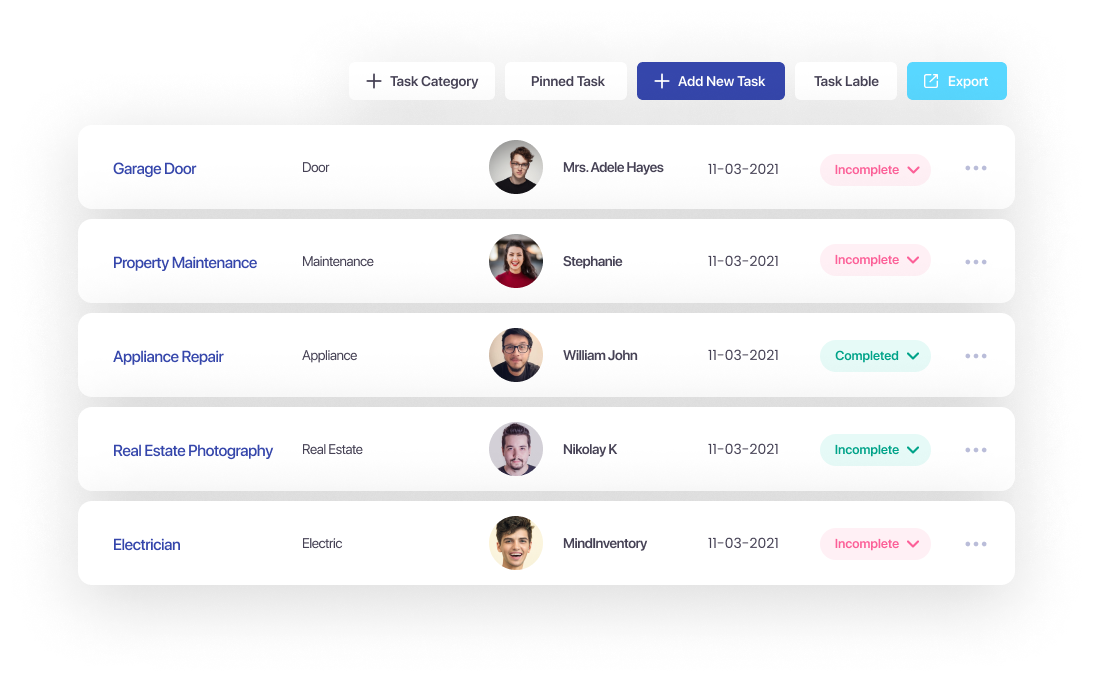 Task Category Pinned Task Add New Task Task Lable Export
Garage Door Door Mrs. Adele Hayes 11-03-2021 Incomplete
Property Maintenance Maintenance Stephanie 11-03-2021 Incomplete
Appliance Repair Appliance William John 11-03-2021 Completed
Real Estate Photography Real Estate Nikolay K 11-03-2021 Incomplete
Electrician Electric MindInventory 11-03-2021 Incomplete